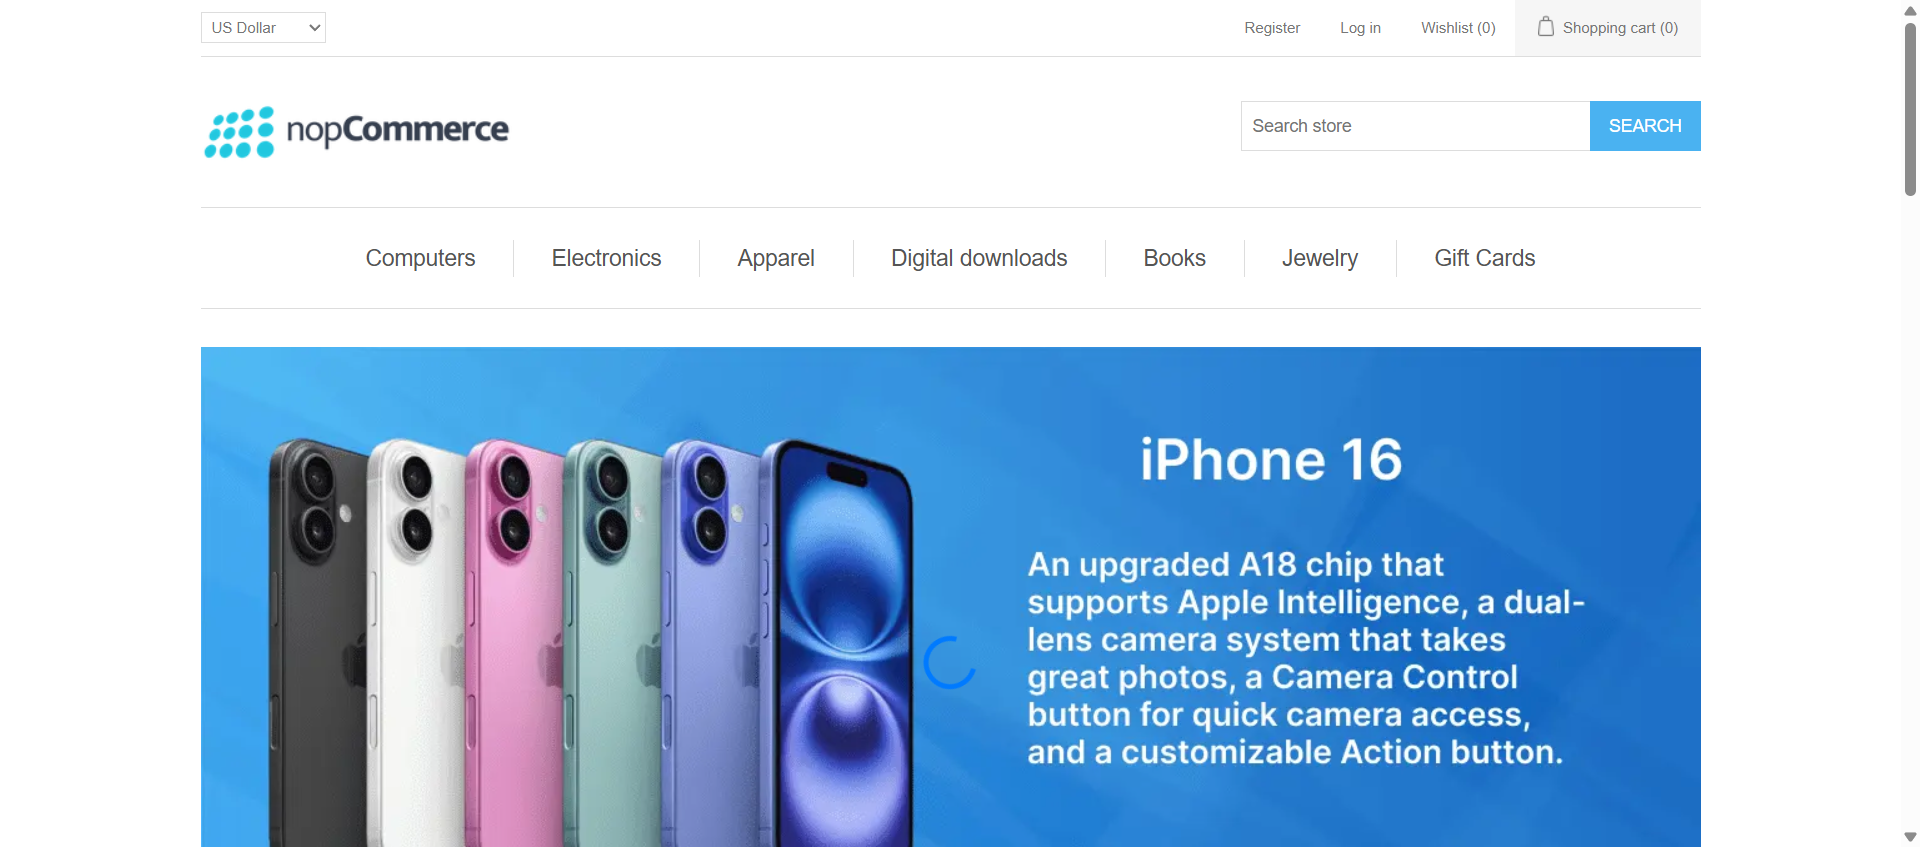 US Dollar
Register
Log in
Wishlist (0)
Shopping cart (0)
nopCommerce
Search store
SEARCH
Computers
Electronics
Apparel
Digital downloads
Books
Jewelry
Gift Cards
iPhone 16
An upgraded A18 chip that
supports Apple Intelligence, a dual-
lens camera system that takes
great photos, a Camera Control
button for quick camera access,
and a customizable Action button.